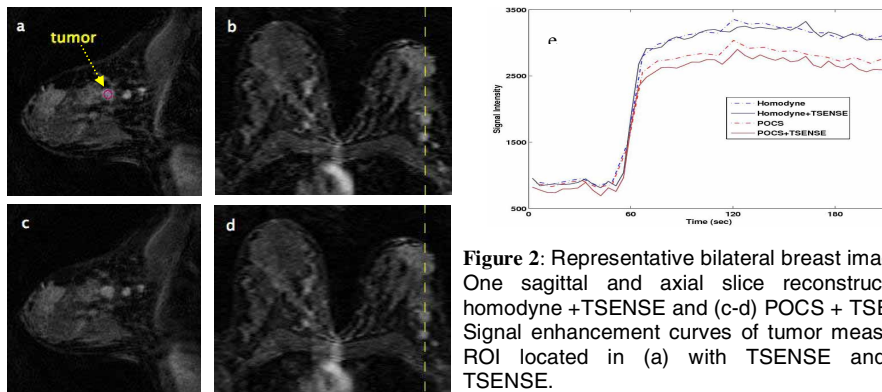 a
tumor
b
c
d
e
3500
2500
1500
500
Signal Intensity
60
120
180
Time (sec)
Homodyne
Homodyne+TSENSE
POCS
POCS+TSENSE
Figure 2: Representative bilateral breast ima
One sagittal and axial slice reconstruc
homodyne +TSENSE and (c-d) POCS + TSE
Signal enhancement curves of tumor meas
ROI located in (a) with TSENSE and
TSENSE.